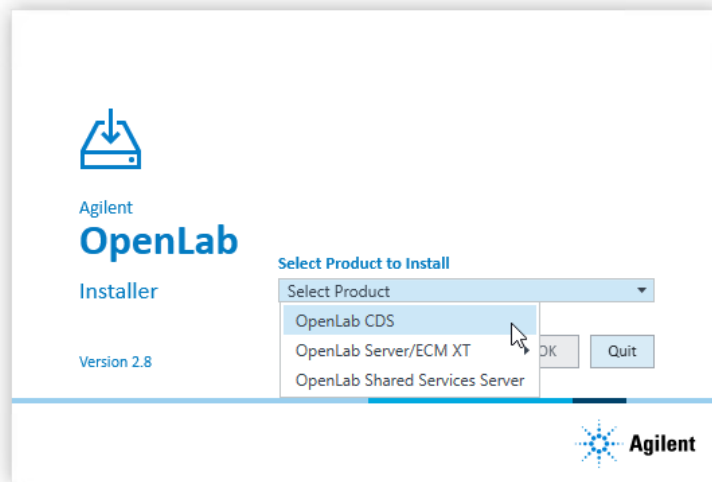 Agilent
OpenLab
Select Product to Install
Installer
Select Product
OpenLab CDS
OpenLab Server/ECM XT
OK
Quit
Version 2.8
OpenLab Shared Services Server
Agilent